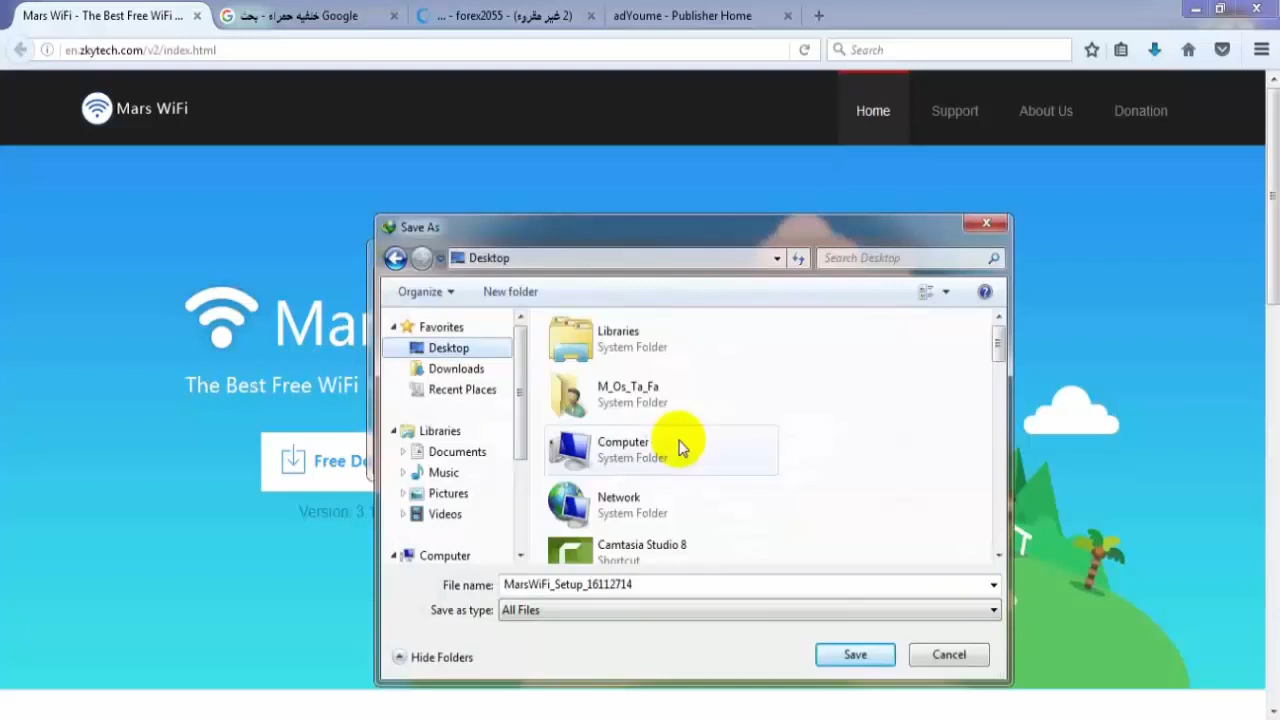 Mars WiFi - The Best Free WiFi ...
خلفيه حمراء - بحث Google
(2 غير مقروء) - forex2055 - ...
adYoume - Publisher Home
en.zkytech.com/v2/index.html
Search
Mars WiFi
Home
Support
About Us
Donation
Save As
Desktop
Search Desktop
Organize
New folder
Favorites
Desktop
Downloads
Recent Places
Libraries
Documents
Music
Pictures
Videos
Computer
Libraries
System Folder
M_Os_Ta_Fa
System Folder
Computer
System Folder
Network
System Folder
Camtasia Studio 8
Shortcut
File name:
MarsWiFi_Setup_16112714
Save as type:
All Files
Hide Folders
Save
Cancel
Mars
The Best Free WiFi
Free Do
Version: 3.1